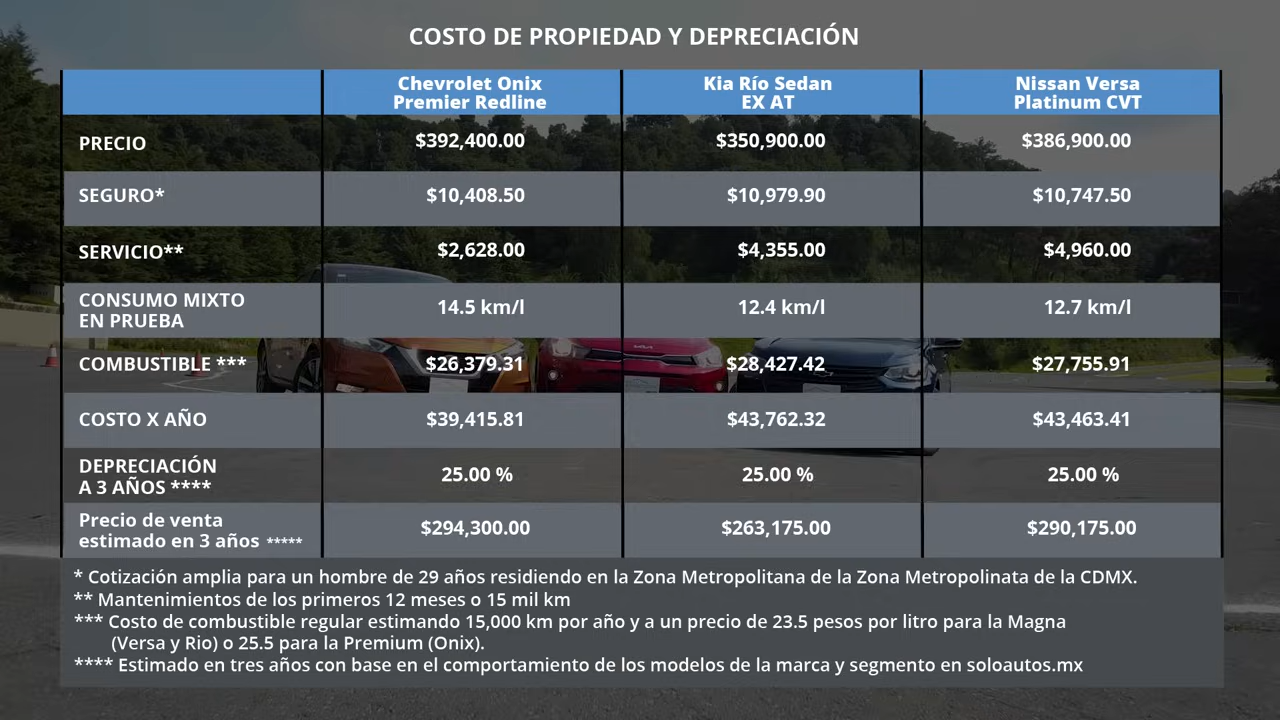 COSTO DE PROPIEDAD Y DEPRECIACIÓN
Chevrolet Onix Premier Redline
Kia Río Sedan EX AT
Nissan Versa Platinum CVT
PRECIO $392,400.00 $350,900.00 $386,900.00
SEGURO* $10,408.50 $10,979.90 $10,747.50
SERVICIO** $2,628.00 $4,355.00 $4,960.00
CONSUMO MIXTO EN PRUEBA 14.5 km/l 12.4 km/l 12.7 km/l
COMBUSTIBLE *** $26,379.31 $28,427.42 $27,755.91
COSTO X AÑO $39,415.81 $43,762.32 $43,463.41
DEPRECIACIÓN A 3 AÑOS **** 25.00 % 25.00 % 25.00 %
Precio de venta estimado en 3 años ***** $294,300.00 $263,175.00 $290,175.00
* Cotización amplia para un hombre de 29 años residiendo en la Zona Metropolitana de la Zona Metropolinata de la CDMX.
** Mantenimientos de los primeros 12 meses o 15 mil km
*** Costo de combustible regular estimando 15,000 km por año y a un precio de 23.5 pesos por litro para la Magna
(Versa y Rio) o 25.5 para la Premium (Onix).
**** Estimado en tres años con base en el comportamiento de los modelos de la marca y segmento en soloautos.mx